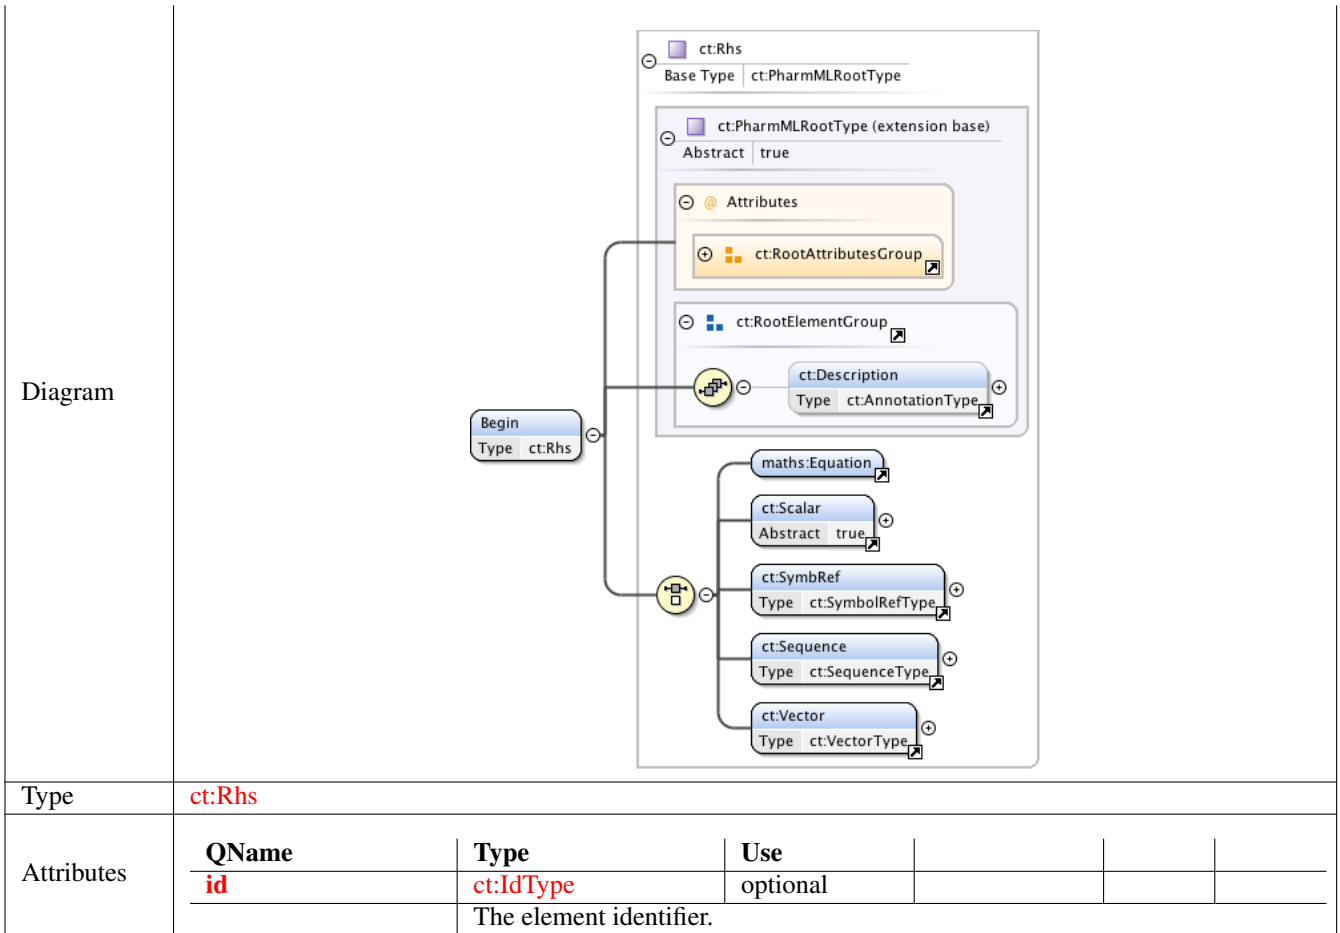 Diagram
ct:Rhs
Base Type ct:PharmMLRootType
ct:PharmMLRootType (extension base)
Abstract true
@ Attributes
ct:RootAttributesGroup
ct:RootElementGroup
ct:Description
Type ct:AnnotationType
Begin
Type ct:Rhs
maths:Equation
ct:Scalar
Abstract true
ct:SymbRef
Type ct:SymbolRefType
ct:Sequence
Type ct:SequenceType
ct:Vector
Type ct:VectorType
Type ct:Rhs
Attributes
QName Type Use
id ct:IdType optional
The element identifier.